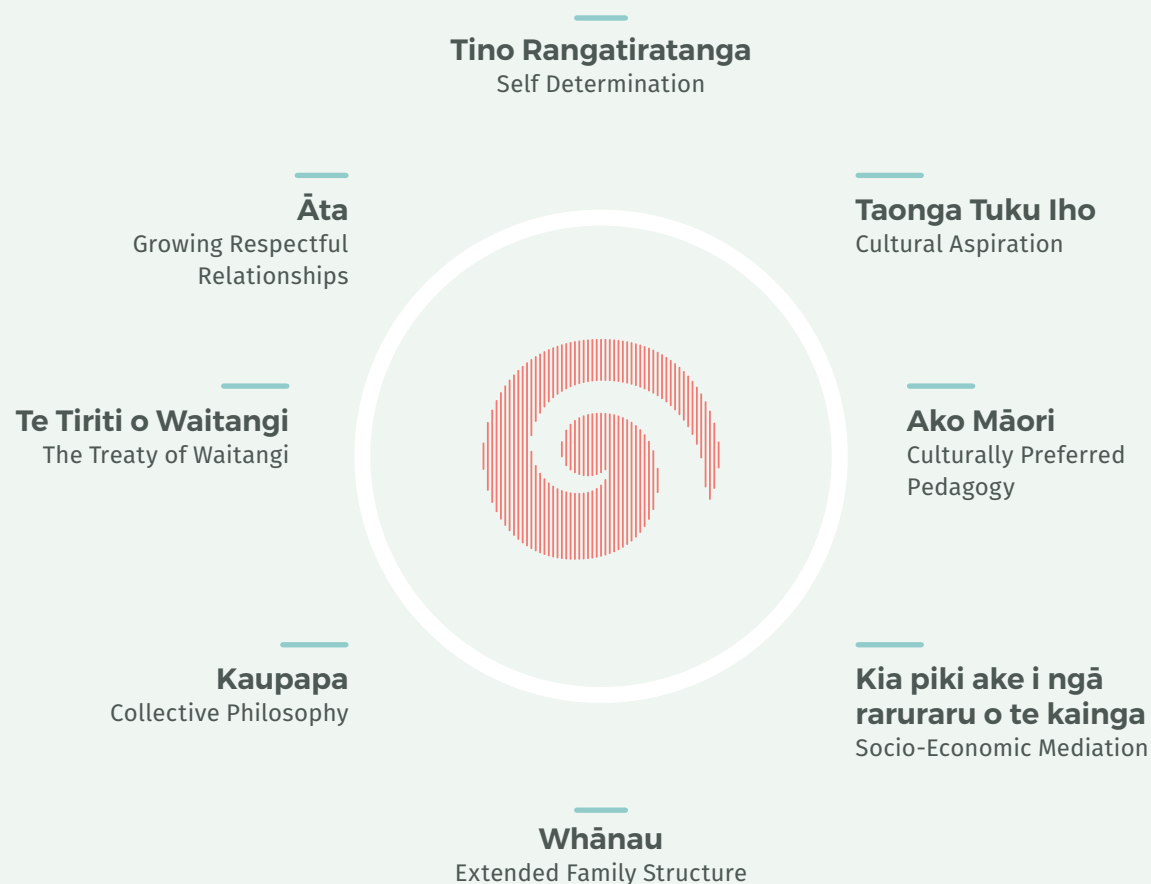 Tino Rangatiratanga
Self Determination
Taonga Tuku Iho
Cultural Aspiration
Ako Māori
Culturally Preferred
Pedagogy
Kia piki ake i ngā
raruraru o te kainga
Socio-Economic Mediation
Whānau
Extended Family Structure
Kaupapa
Collective Philosophy
Te Tiriti o Waitangi
The Treaty of Waitangi
Āta
Growing Respectful
Relationships